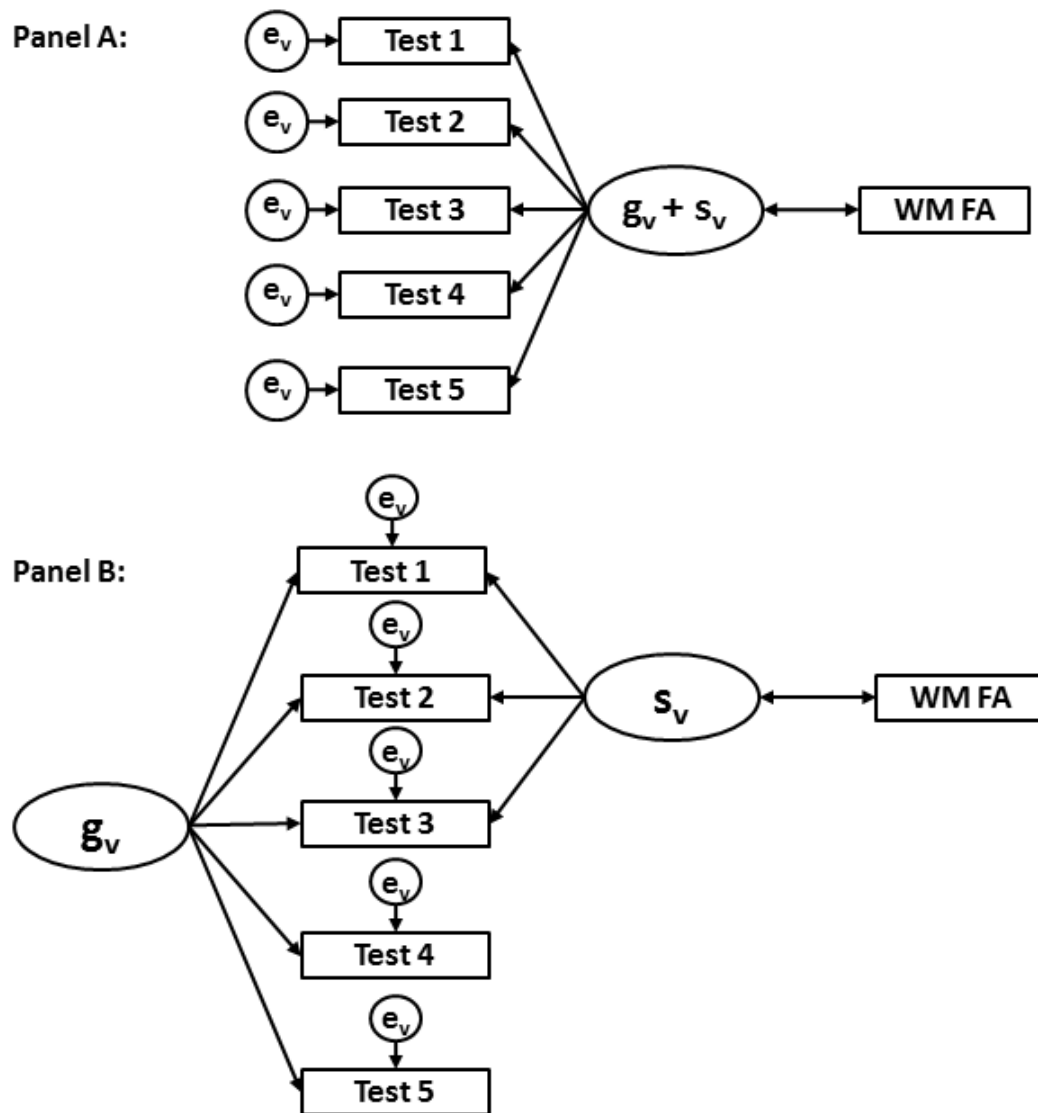 Panel A:
e_v
Test 1
e_v
Test 2
e_v
Test 3
g_v + s_v
WM FA
e_v
Test 4
e_v
Test 5
Panel B:
e_v
Test 1
e_v
Test 2
s_v
WM FA
e_v
Test 3
g_v
e_v
Test 4
e_v
Test 5